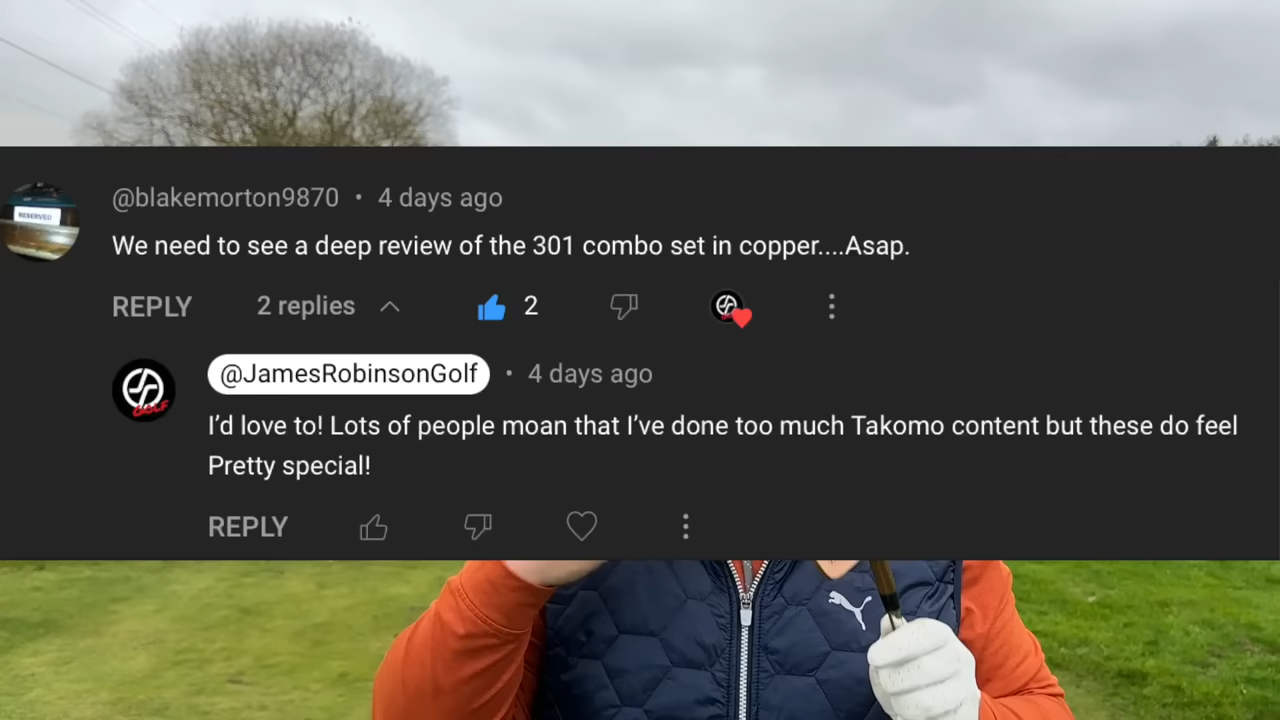 @blakemorton9870 • 4 days ago
RESERVED
We need to see a deep review of the 301 combo set in copper....Asap.
REPLY 2 replies 2
@JamesRobinsonGolf • 4 days ago
GOLF
I’d love to! Lots of people moan that I’ve done too much Takomo content but these do feel
Pretty special!
REPLY